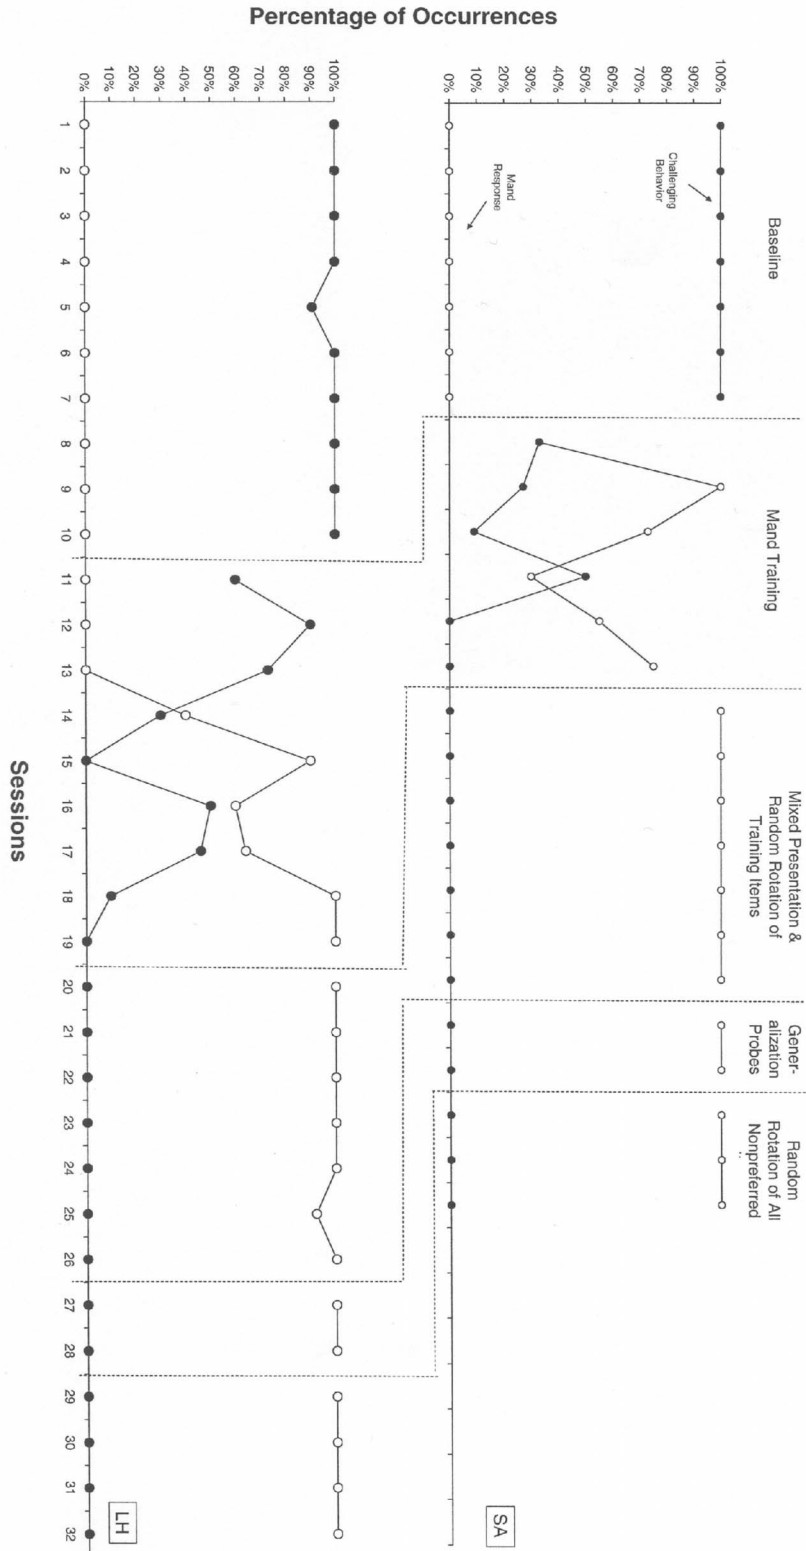 Percentage of Occurrences
Baseline
Mand Training
Mixed Presentation &
Random Rotation of
Training Items
Gener-
alization
Probes
Random
Rotation of All
Nonpreferred
100%
90%
80%
70%
60%
50%
40%
30%
20%
10%
0%
Challenging
Behavior
Mand
Response
SA
100%
90%
80%
70%
60%
50%
40%
30%
20%
10%
0%
LH
1 2 3 4 5 6 7 8 9 10 11 12 13 14 15 16 17 18 19 20 21 22 23 24 25 26 27 28 29 30 31 32
Sessions